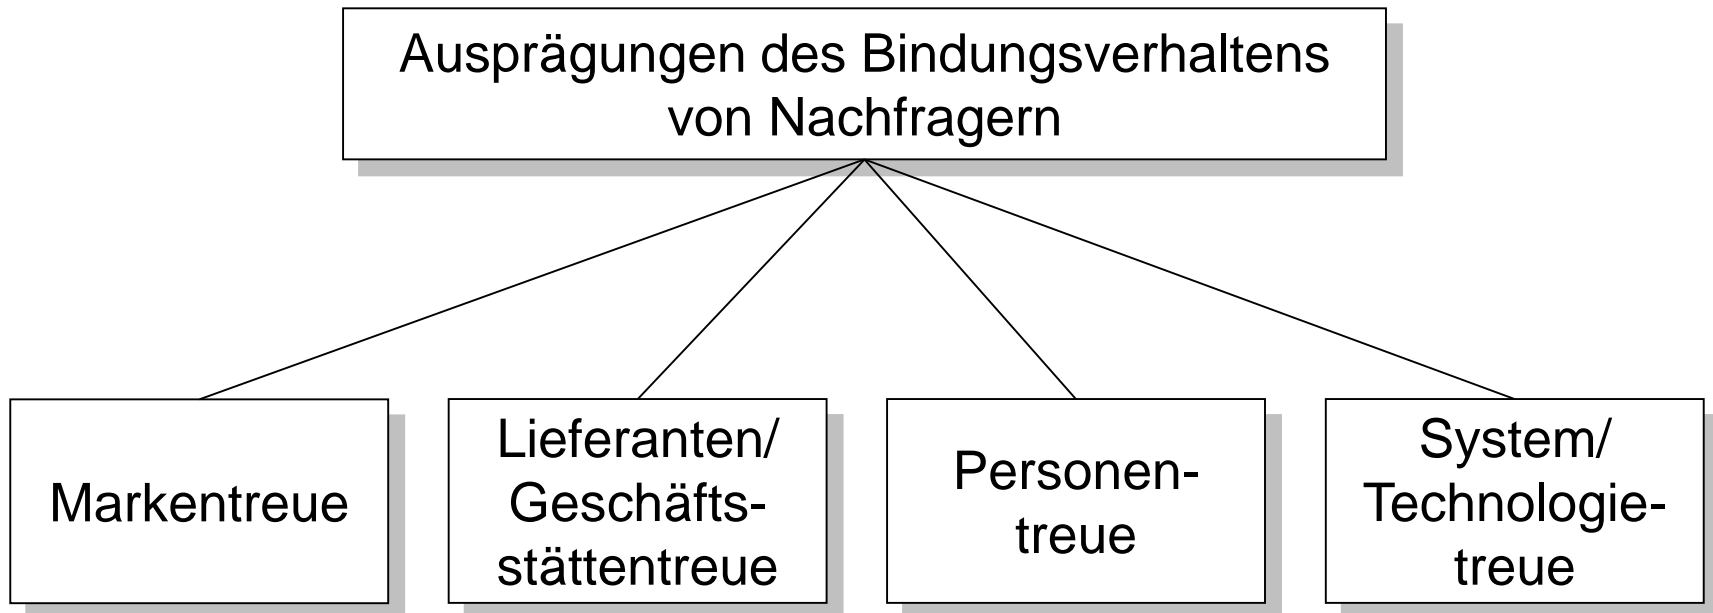 Ausprägungen des Bindungsverhaltens
von Nachfragern
Markentreue
Lieferanten/
Geschäfts-
stättentreue
Personen-
treue
System/
Technologie-
treue